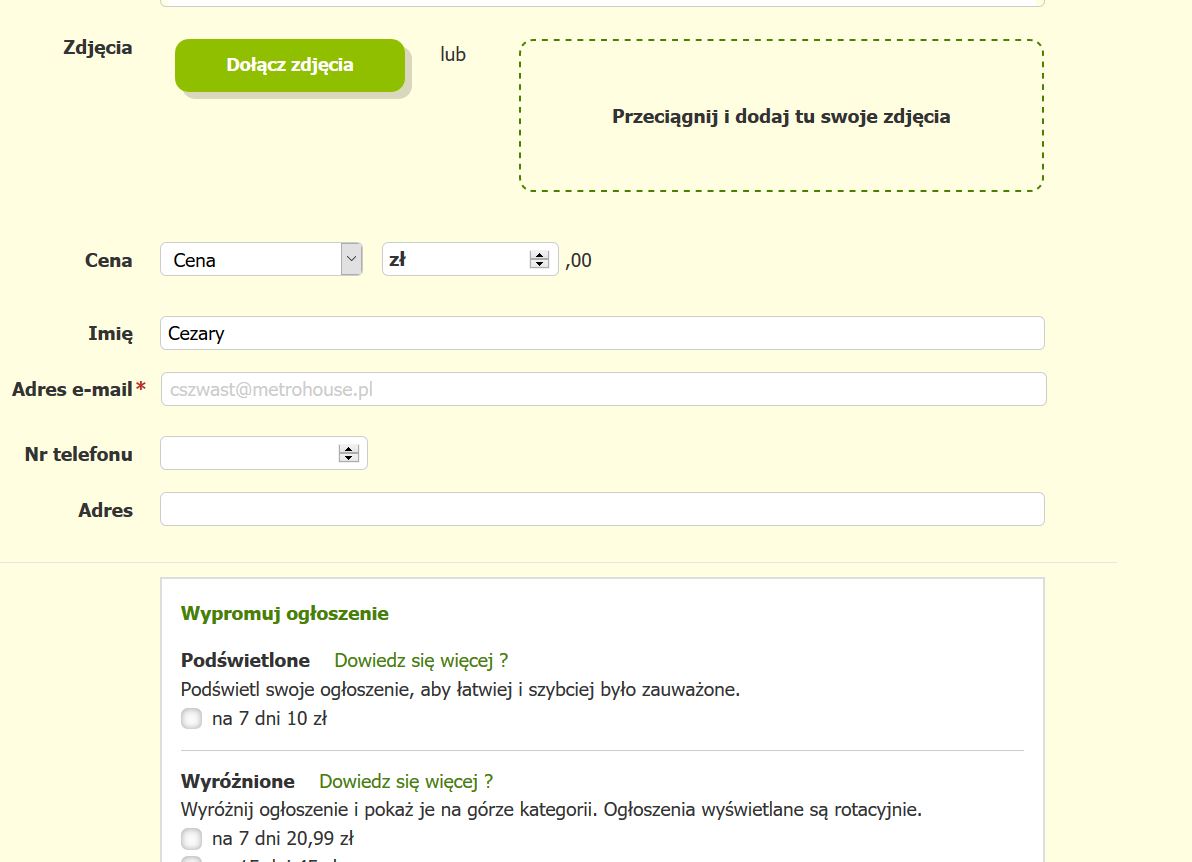 Zdjęcia
Dołącz zdjęcia
lub
Przeciągnij i dodaj tu swoje zdjęcia
Cena Cena zł ,00
Imię Cezary
Adres e-mail* cszwast@metrohouse.pl
Nr telefonu
Adres
Wypromuj ogłoszenie
Podświetlone Dowiedz się więcej ?
Podświetl swoje ogłoszenie, aby łatwiej i szybciej było zauważone.
na 7 dni 10 zł
Wyróżnione Dowiedz się więcej ?
Wyróżnij ogłoszenie i pokaż je na górze kategorii. Ogłoszenia wyświetlane są rotacyjnie.
na 7 dni 20,99 zł